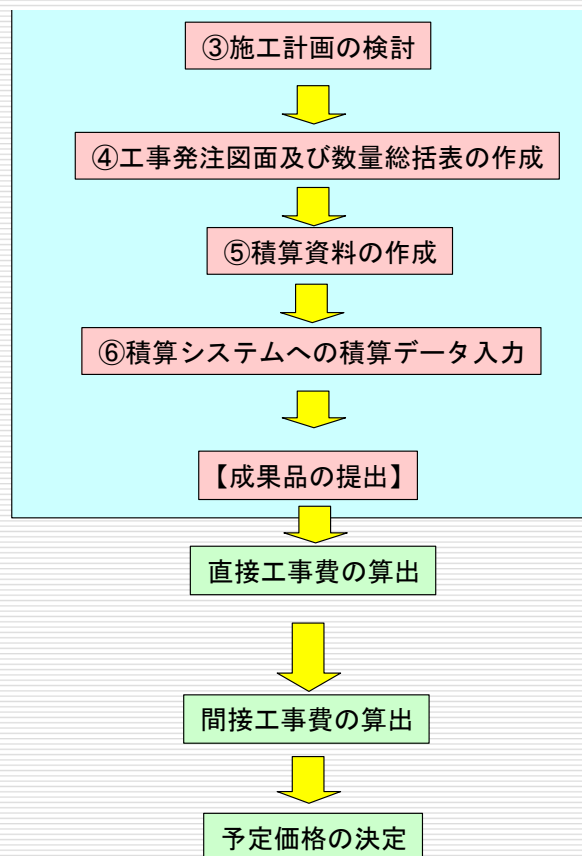 ③施工計画の検討
④工事発注図面及び数量総括表の作成
⑤積算資料の作成
⑥積算システムへの積算データ入力
【成果品の提出】
直接工事費の算出
間接工事費の算出
予定価格の決定